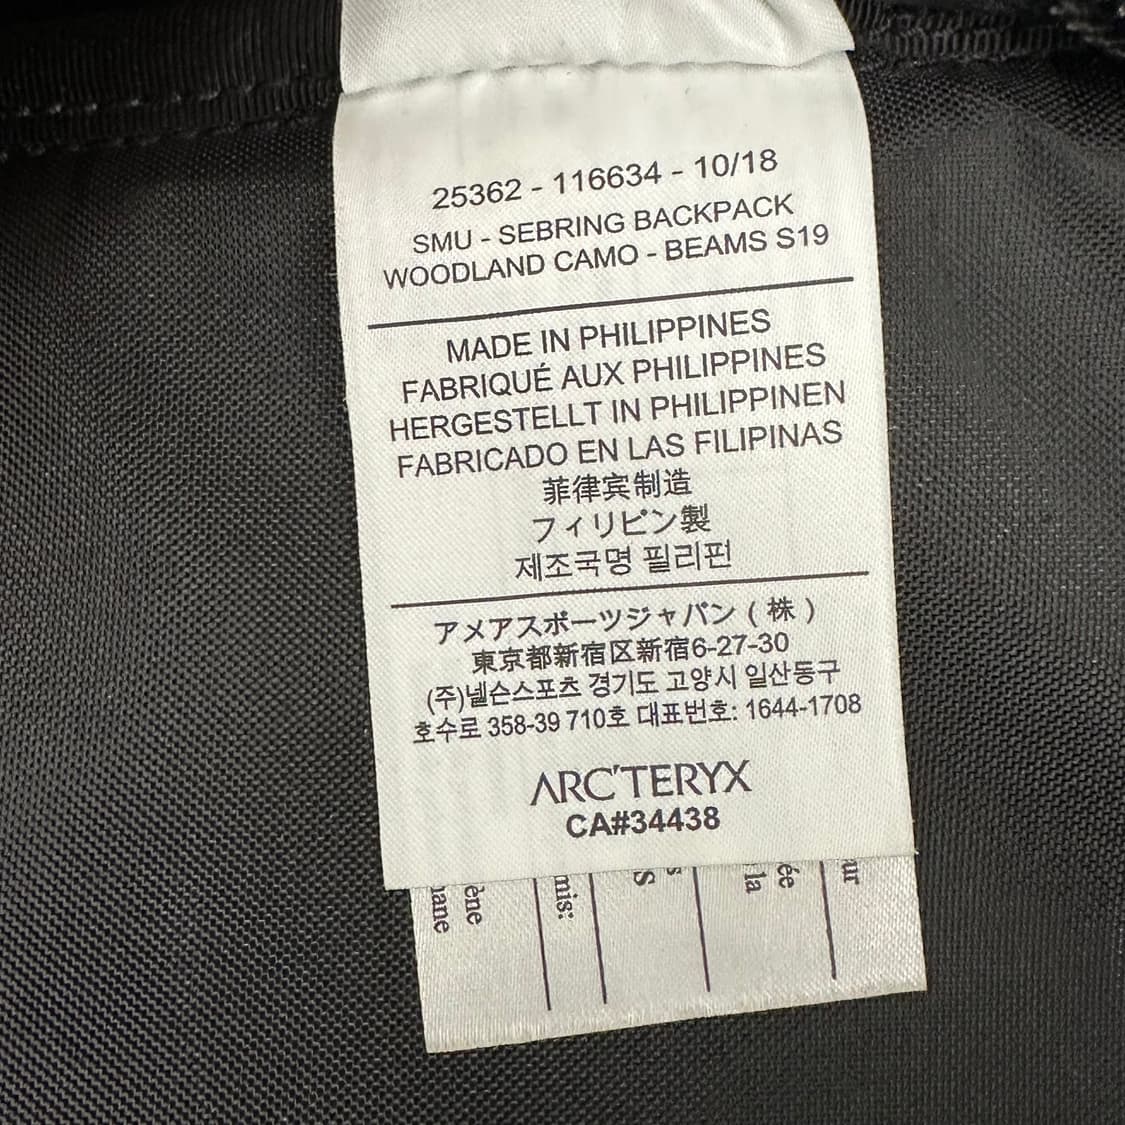 25362 - 116634 - 10/18
SMU - SEBRING BACKPACK
WOODLAND CAMO - BEAMS S19
MADE IN PHILIPPINES
FABRIQUÉ AUX PHILIPPINES
HERGESTELLT IN PHILIPPINEN
FABRICADO EN LAS FILIPINAS
菲律宾制造
フィリピン製
제조국명 필리핀
アメアスポーツジャパン ( 株 )
東京都新宿区新宿6-27-30
(주)넬슨스포츠 경기도 고양시 일산동구
호수로 358-39 710호 대표번호: 1644-1708
ARC'TERYX
CA#34438
la
mis: